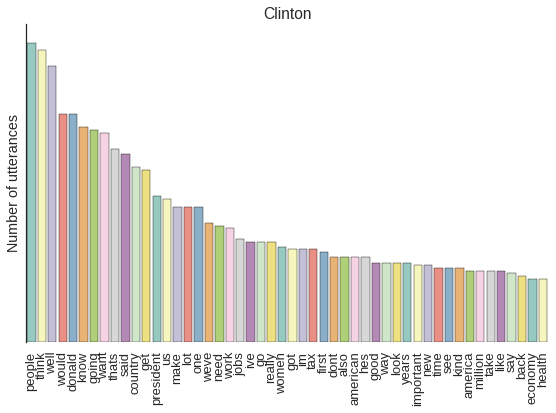 Clinton
Number of utterances
people
think
well
would
donald
know
going
want
thats
said
country
get
president
us
make
lot
one
weve
need
work
jobs
ive
go
really
women
got
im
tax
first
dont
also
american
hes
good
way
look
years
important
new
time
see
kind
america
million
take
like
say
back
economy
health